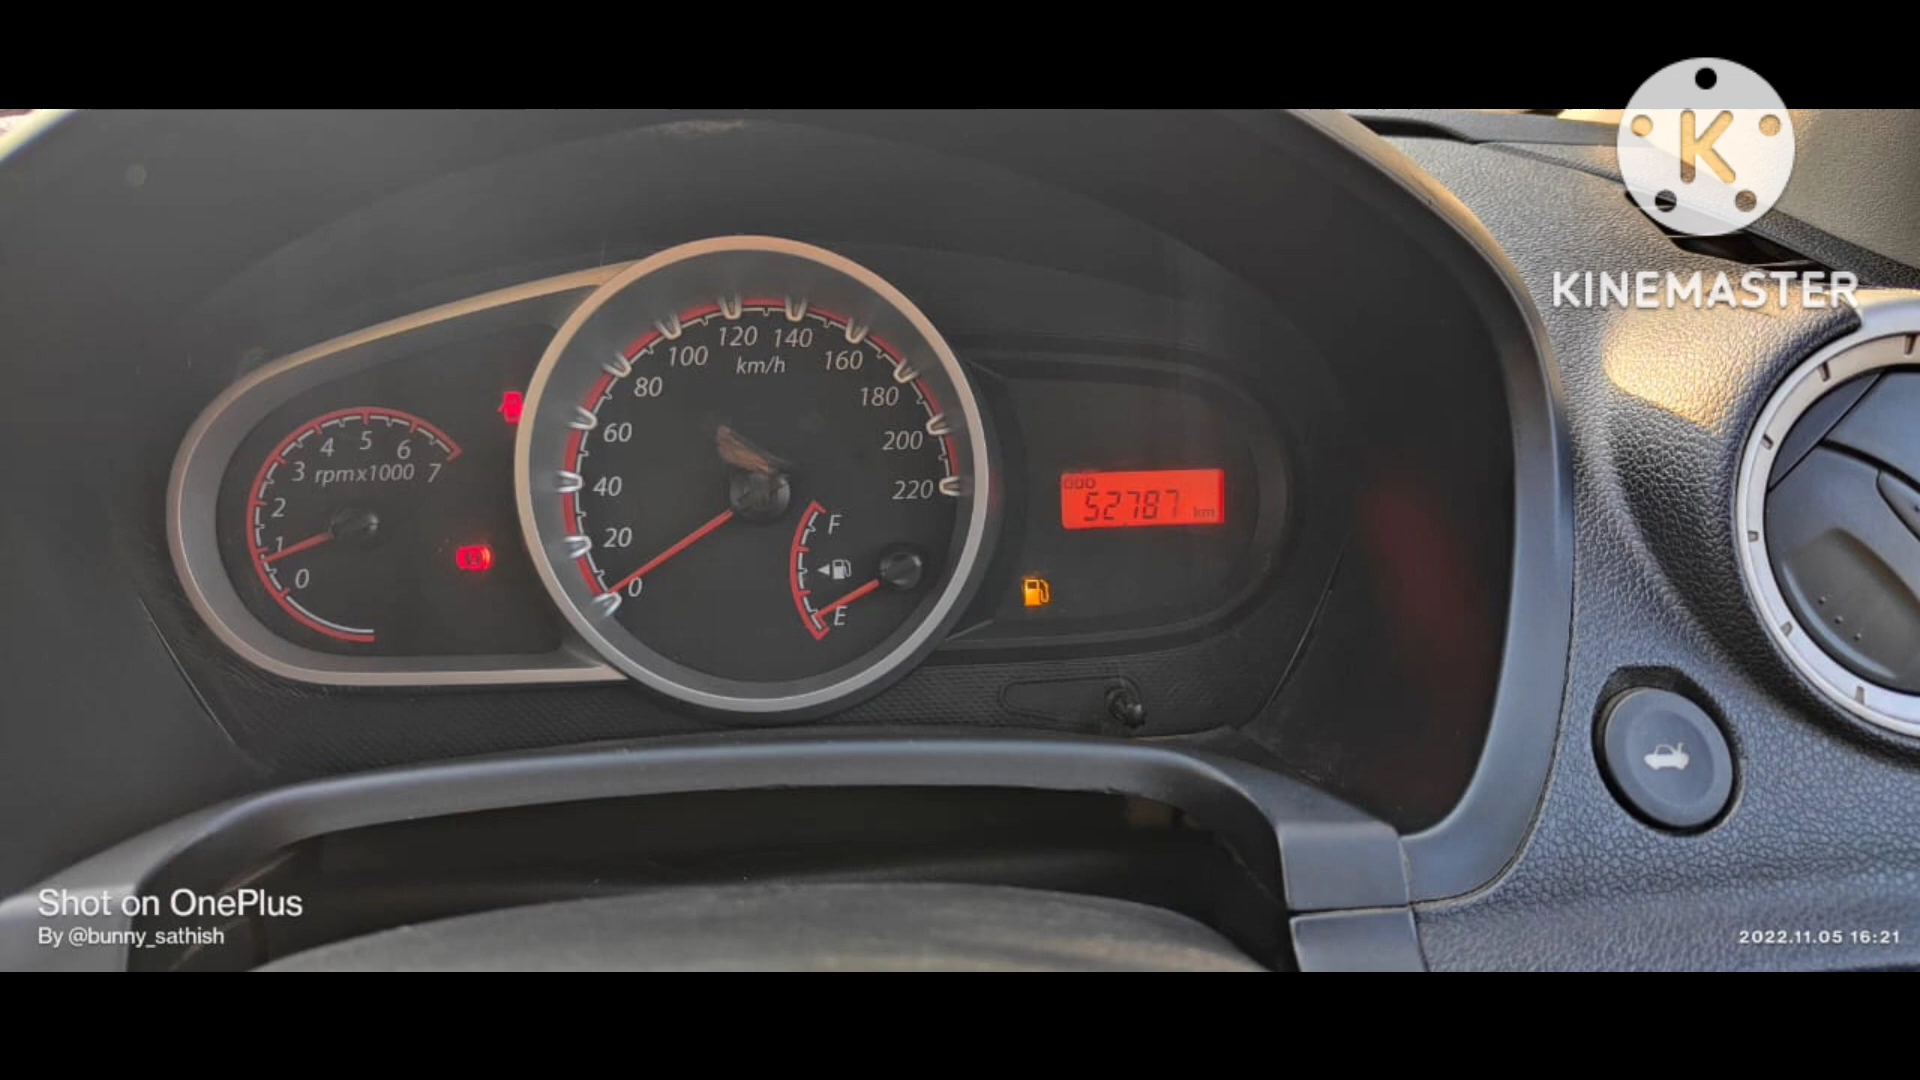 K
KINEMASTER
120 140
100 km/h 160
80 180
60 200
40 220
20
0
4 5 6
3 rpmx1000 7
2
1
0
F
E
ODO
52787 km
Shot on OnePlus
By @bunny_sathish
2022.11.05 16:21